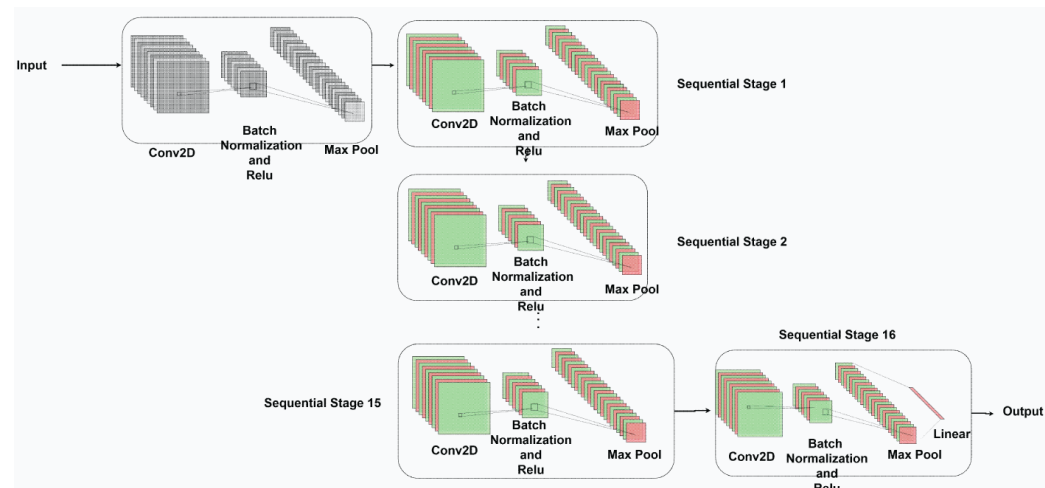 Input
Conv2D
Batch
Normalization
and
Relu
Max Pool
Conv2D
Batch
Normalization
and
Relu
Max Pool
Sequential Stage 1
Conv2D
Batch
Normalization
and
Relu
Max Pool
Sequential Stage 2
Sequential Stage 15
Conv2D
Batch
Normalization
and
Relu
Max Pool
Sequential Stage 16
Conv2D
Batch
Normalization
and
Relu
Max Pool
Linear
Output